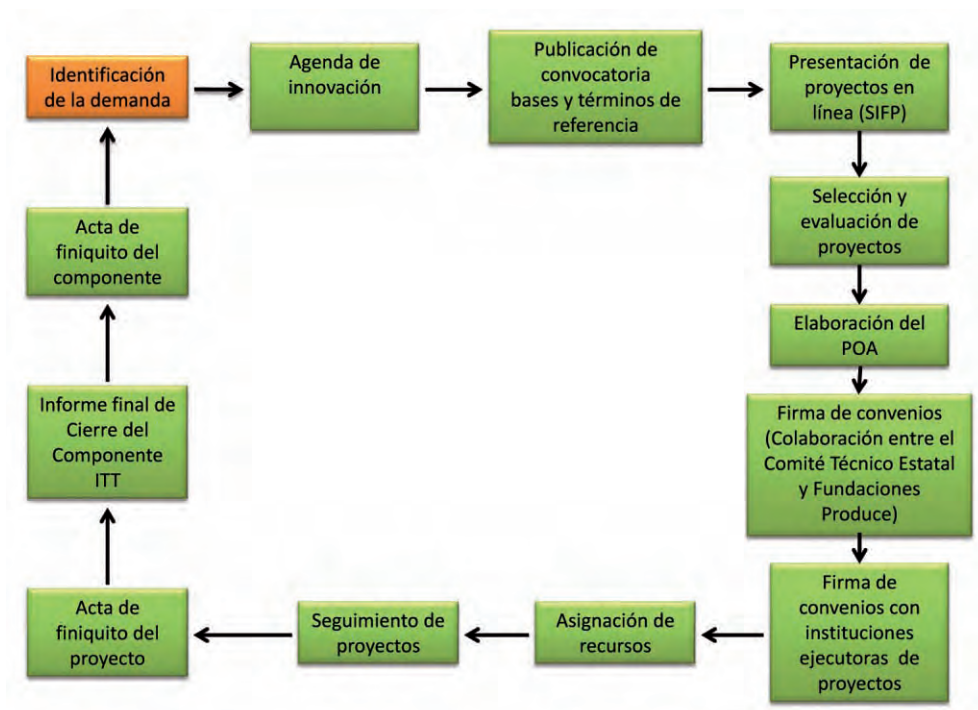 Identificación
de la demanda
Agenda de
innovación
Publicación de
convocatoria
bases y términos de
referencia
Presentación de
proyectos en
línea (SIFP)
Selección y
evaluación de
proyectos
Elaboración del
POA
Firma de convenios
(Colaboración entre el
Comité Técnico Estatal
y Fundaciones
Produce)
Firma de
convenios con
instituciones
ejecutoras de
proyectos
Asignación de
recursos
Seguimiento de
proyectos
Acta de
finiquito del
proyecto
Informe final de
Cierre del
Componente
ITT
Acta de
finiquito del
componente